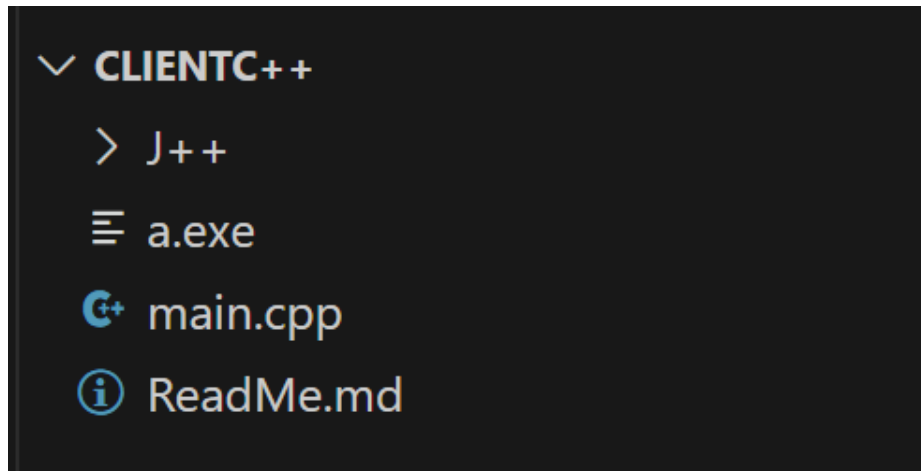 CLIENTC++
J++
a.exe
main.cpp
ReadMe.md